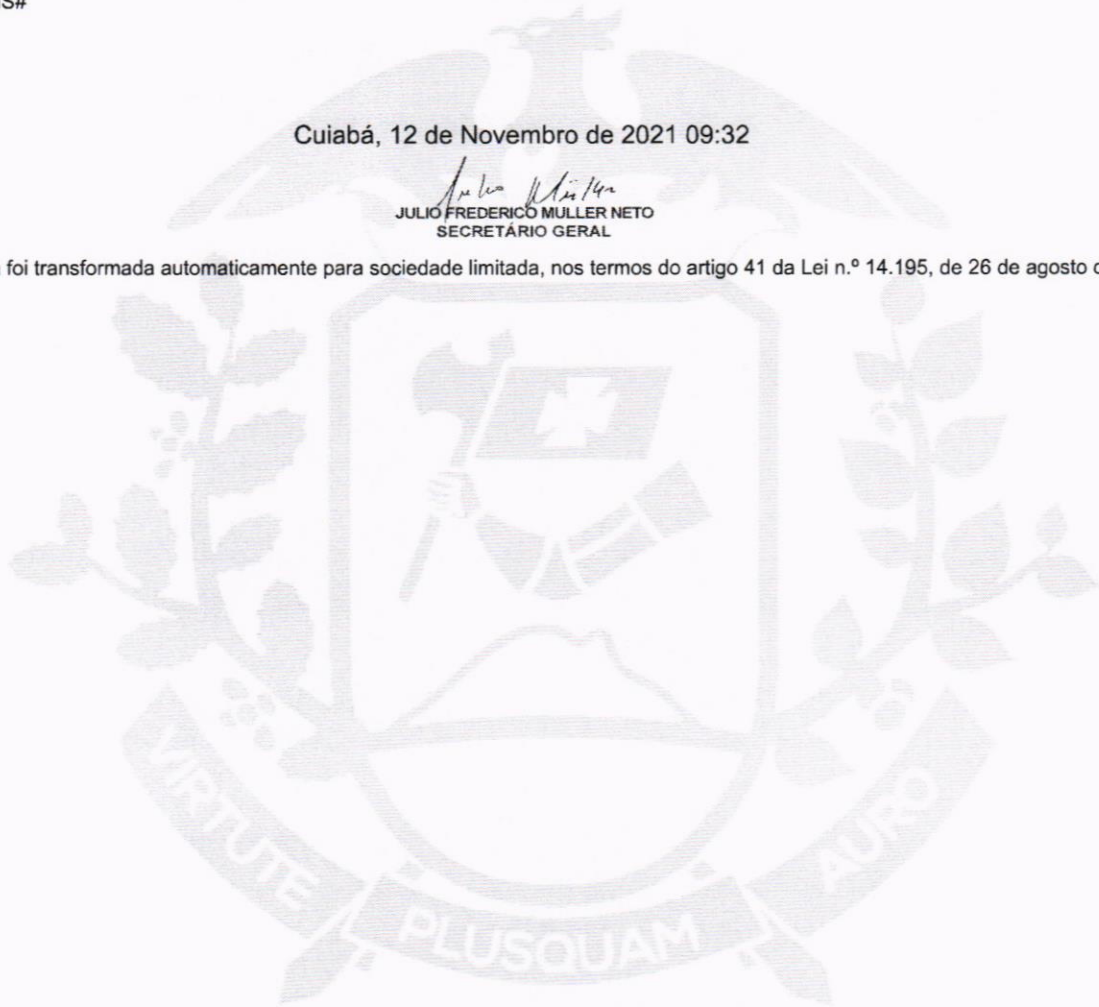 S#
Cuiabá, 12 de Novembro de 2021 09:32
JULIO FREDERICO MULLER NETO
SECRETÁRIO GERAL
foi transformada automaticamente para sociedade limitada, nos termos do artigo 41 da Lei n.º 14.195, de 26 de agosto
VIRTUTE
PLUSQUAM
AURO